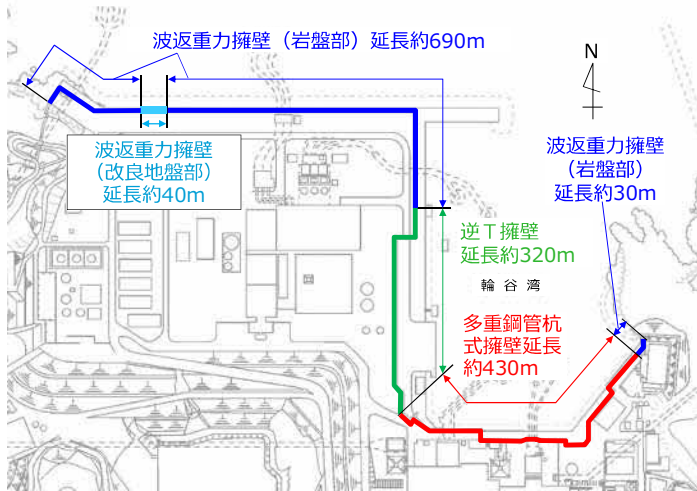 波返重力擁壁（岩盤部）延長約690m
N
波返重力擁壁
（改良地盤部）
延長約40m
波返重力擁壁
（岩盤部）
延長約30m
逆Ｔ擁壁
延長約320m
輪谷湾
多重鋼管杭
式擁壁延長
約430m